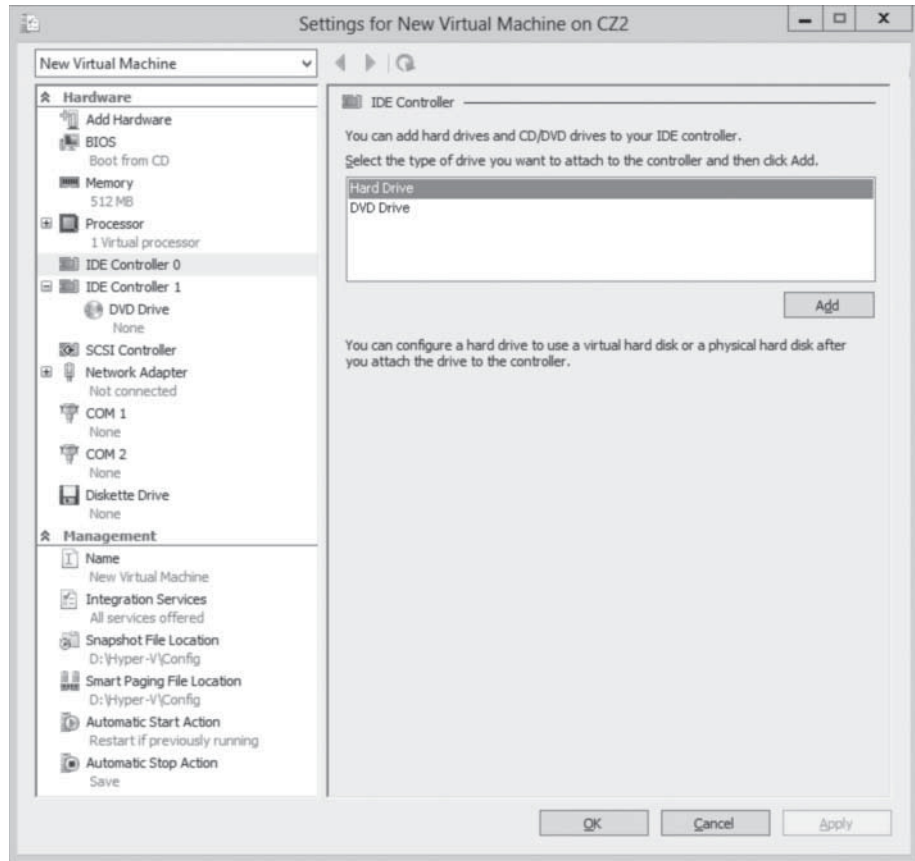 Settings for New Virtual Machine on CZ2
New Virtual Machine
Hardware
Add Hardware
BIOS
Boot from CD
Memory
512 MB
Processor
1 Virtual processor
IDE Controller 0
IDE Controller 1
DVD Drive
None
SCSI Controller
Network Adapter
Not connected
COM 1
None
COM 2
None
Diskette Drive
None
Management
Name
New Virtual Machine
Integration Services
All services offered
Snapshot File Location
D:\Hyper-V\Config
Smart Paging File Location
D:\Hyper-V\Config
Automatic Start Action
Restart if previously running
Automatic Stop Action
Save
IDE Controller
You can add hard drives and CD/DVD drives to your IDE controller.
Select the type of drive you want to attach to the controller and then click Add.
Hard Drive
DVD Drive
Add
You can configure a hard drive to use a virtual hard disk or a physical hard disk after
you attach the drive to the controller.
OK
Cancel
Apply